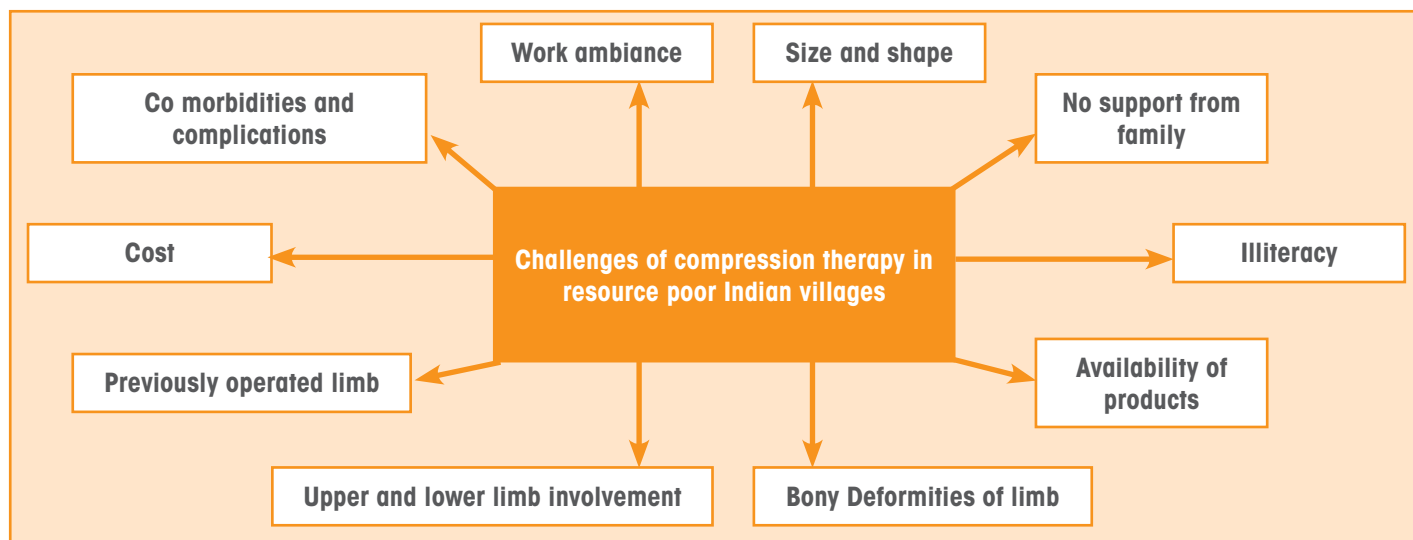 Work ambiance
Size and shape
Co morbidities and
complications
No support from
family
Cost
Challenges of compression therapy in
resource poor Indian villages
Illiteracy
Previously operated limb
Availability of
products
Upper and lower limb involvement
Bony Deformities of limb